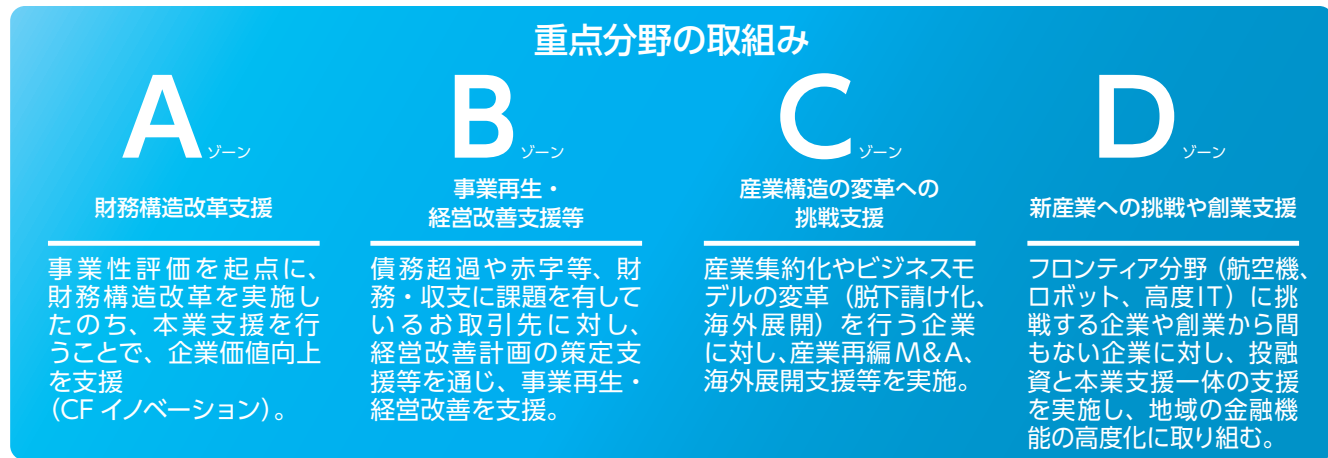 重点分野の取組み
Aゾーン
財務構造改革支援
事業性評価を起点に、
財務構造改革を実施し
たのち、本業支援を行
うことで、企業価値向上
を支援
（CF イノベーション）。
Bゾーン
事業再生・
経営改善支援等
債務超過や赤字等、財
務・収支に課題を有して
いるお取引先に対し、
経営改善計画の策定支
援等を通じ、事業再生・
経営改善を支援。
Cゾーン
産業構造の変革への
挑戦支援
産業集約化やビジネスモ
デルの変革（脱下請け化、
海外展開）を行う企業
に対し、産業再編M&A、
海外展開支援等を実施。
Dゾーン
新産業への挑戦や創業支援
フロンティア分野（航空機、
ロボット、高度IT）に挑
戦する企業や創業から間
もない企業に対し、投融
資と本業支援一体の支援
を実施し、地域の金融機
能の高度化に取り組む。